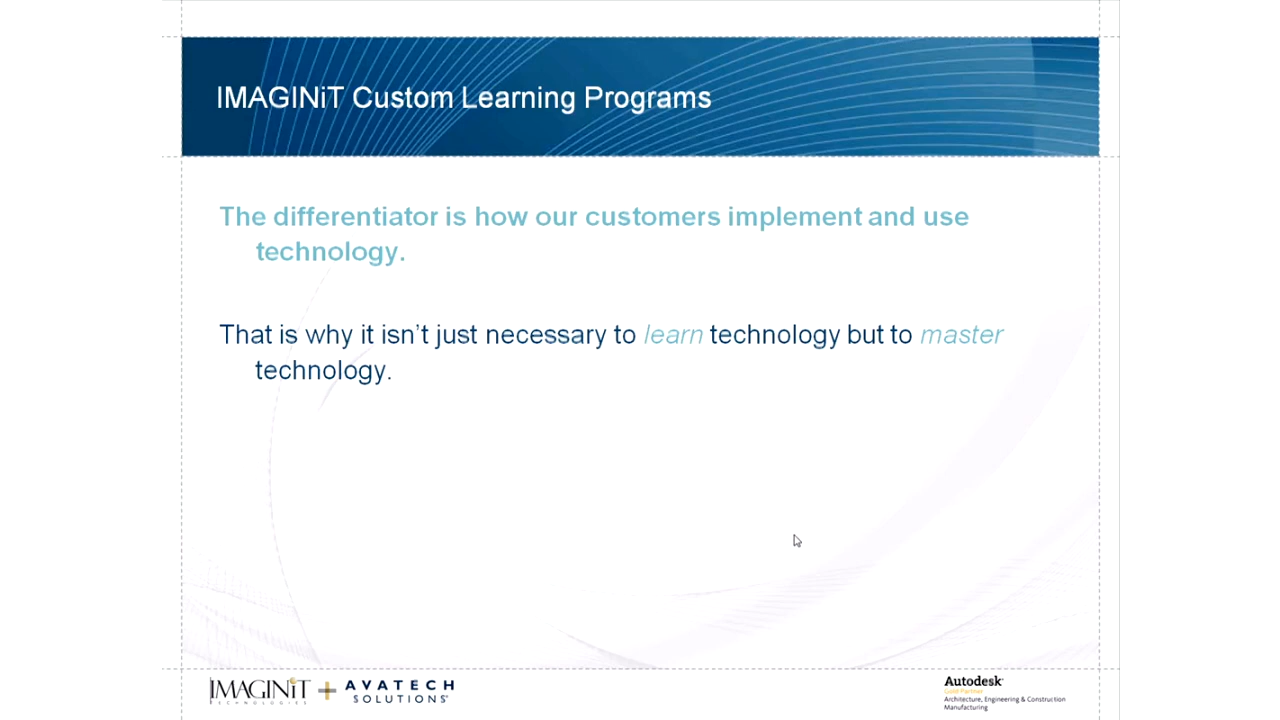 IMAGINiT Custom Learning Programs
The differentiator is how our customers implement and use
technology.
That is why it isn't just necessary to learn technology but to master
technology.
IMAGINiT + AVATECH
TECHNOLOGIES SOLUTIONS
Autodesk
Gold Partner
Architecture, Engineering & Construction
Manufacturing